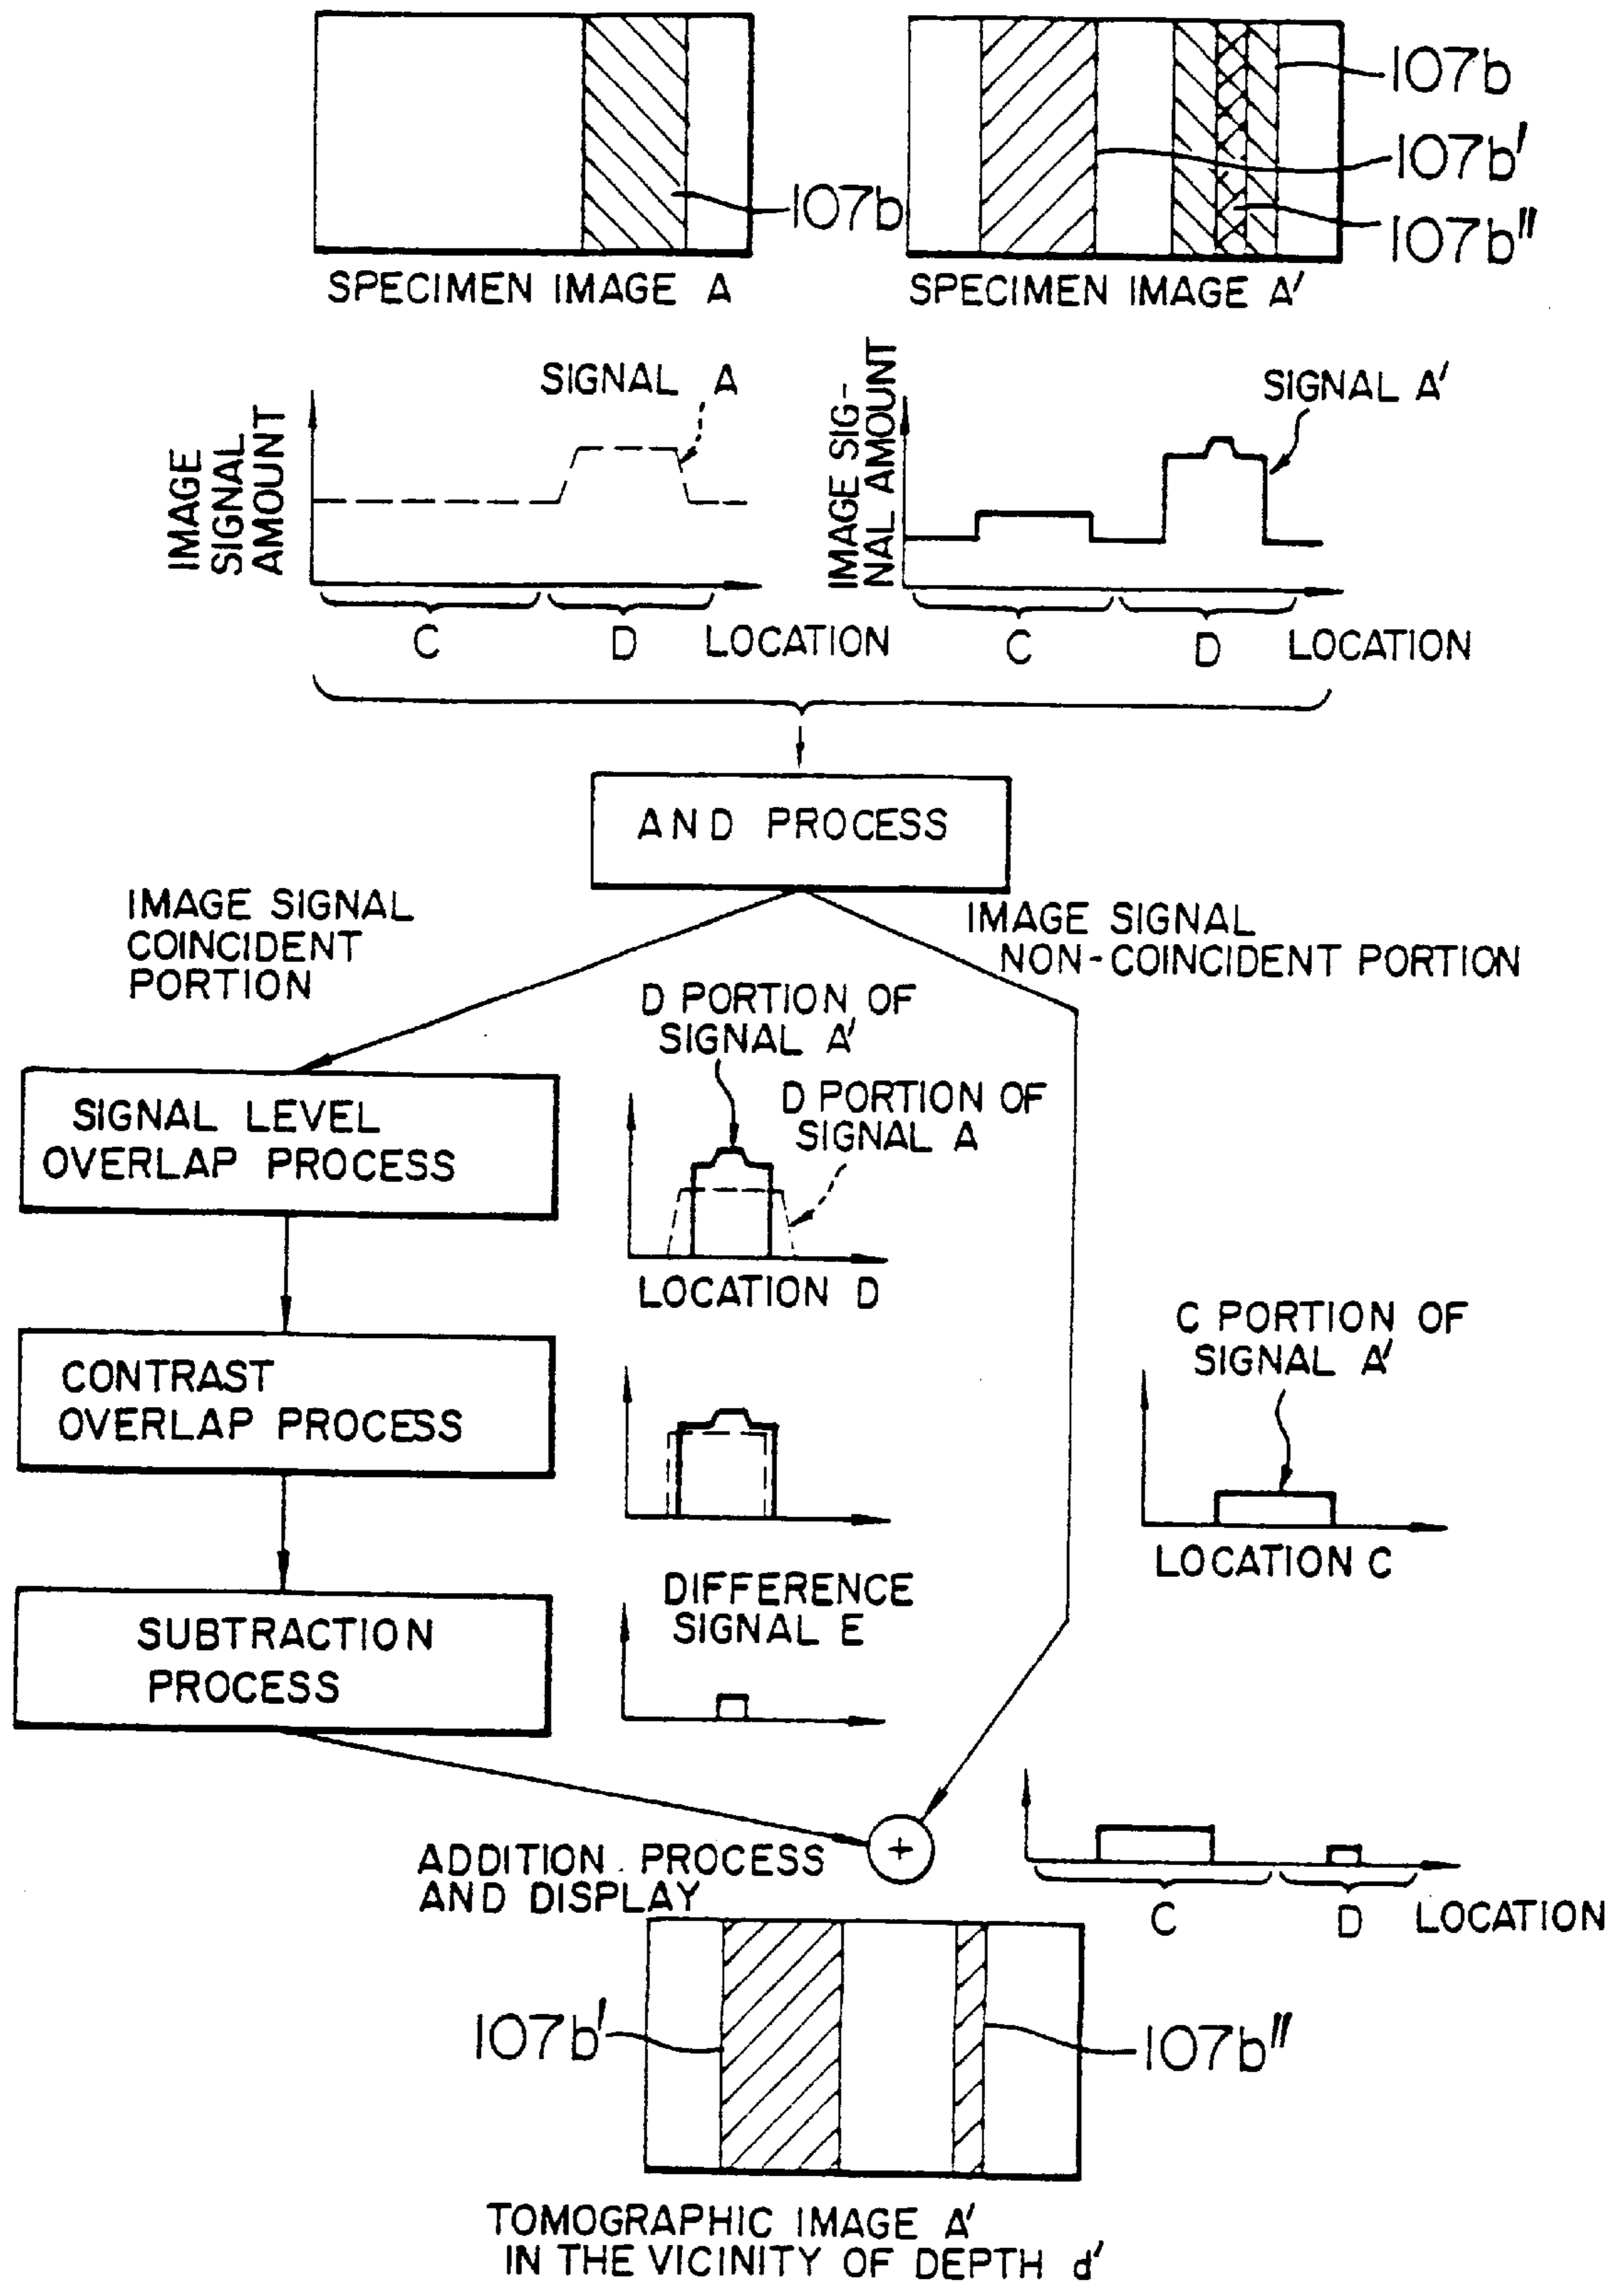 107b
107b
107b'
107b"
SPECIMEN IMAGE A
SPECIMEN IMAGE A'
SIGNAL A
IMAGE
SIGNAL
AMOUNT
C
D
LOCATION
SIGNAL A'
IMAGE SIG-
NAL AMOUNT
C
D
LOCATION
AND PROCESS
IMAGE SIGNAL
COINCIDENT
PORTION
IMAGE SIGNAL
NON-COINCIDENT PORTION
SIGNAL LEVEL
OVERLAP PROCESS
D PORTION OF
SIGNAL A'
D PORTION OF
SIGNAL A
LOCATION D
CONTRAST
OVERLAP PROCESS
C PORTION OF
SIGNAL A'
LOCATION C
SUBTRACTION
PROCESS
DIFFERENCE
SIGNAL E
+
ADDITION PROCESS
AND DISPLAY
C
D
LOCATION
107b'
107b"
TOMOGRAPHIC IMAGE A'
IN THE VICINITY OF DEPTH d'